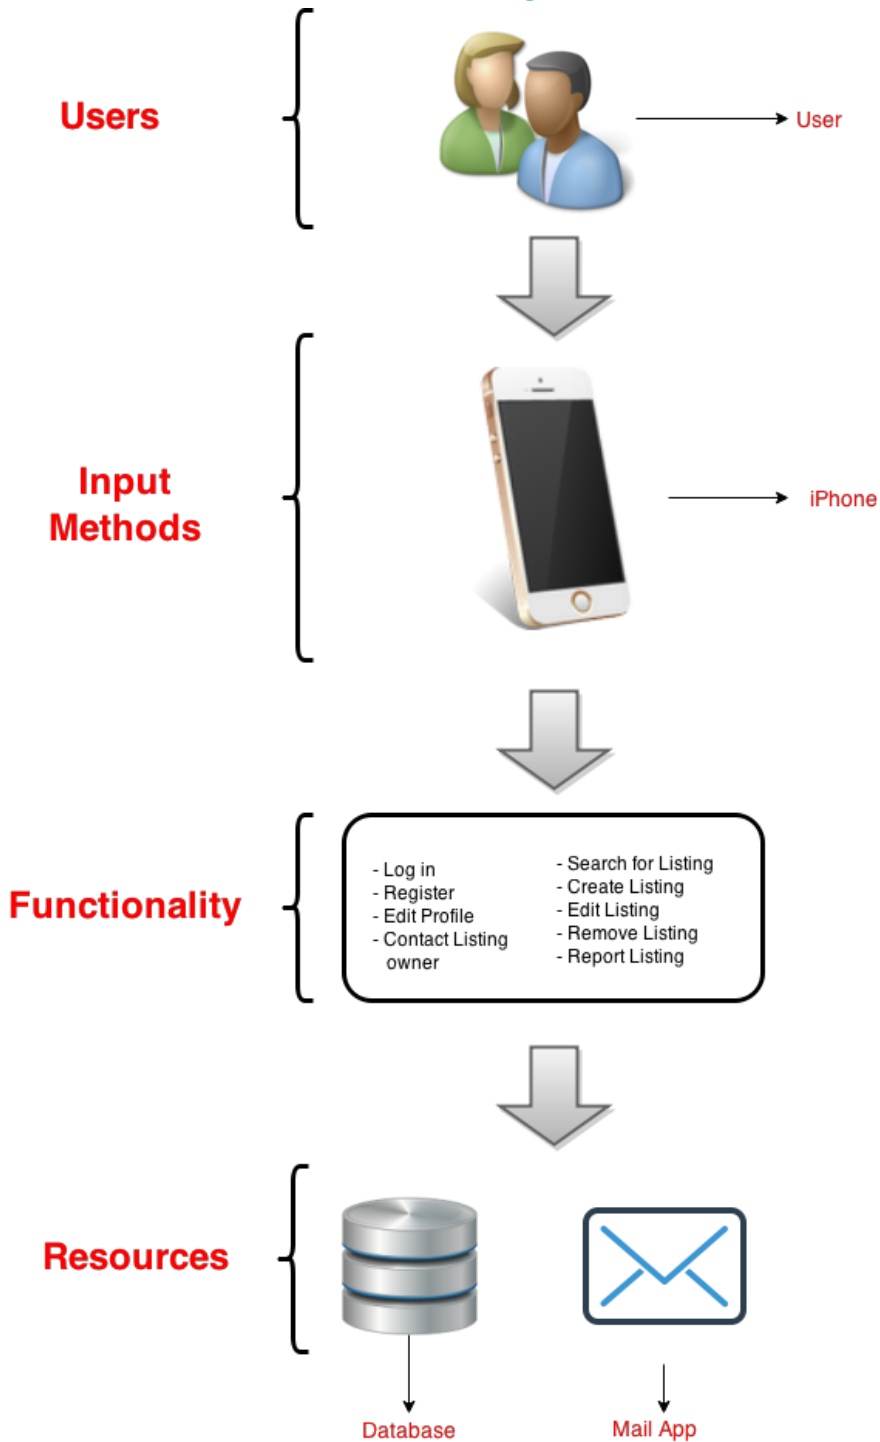 Users
User
Input
Methods
iPhone
Functionality
- Log in
- Register
- Edit Profile
- Contact Listing
owner
- Search for Listing
- Create Listing
- Edit Listing
- Remove Listing
- Report Listing
Resources
Database
Mail App